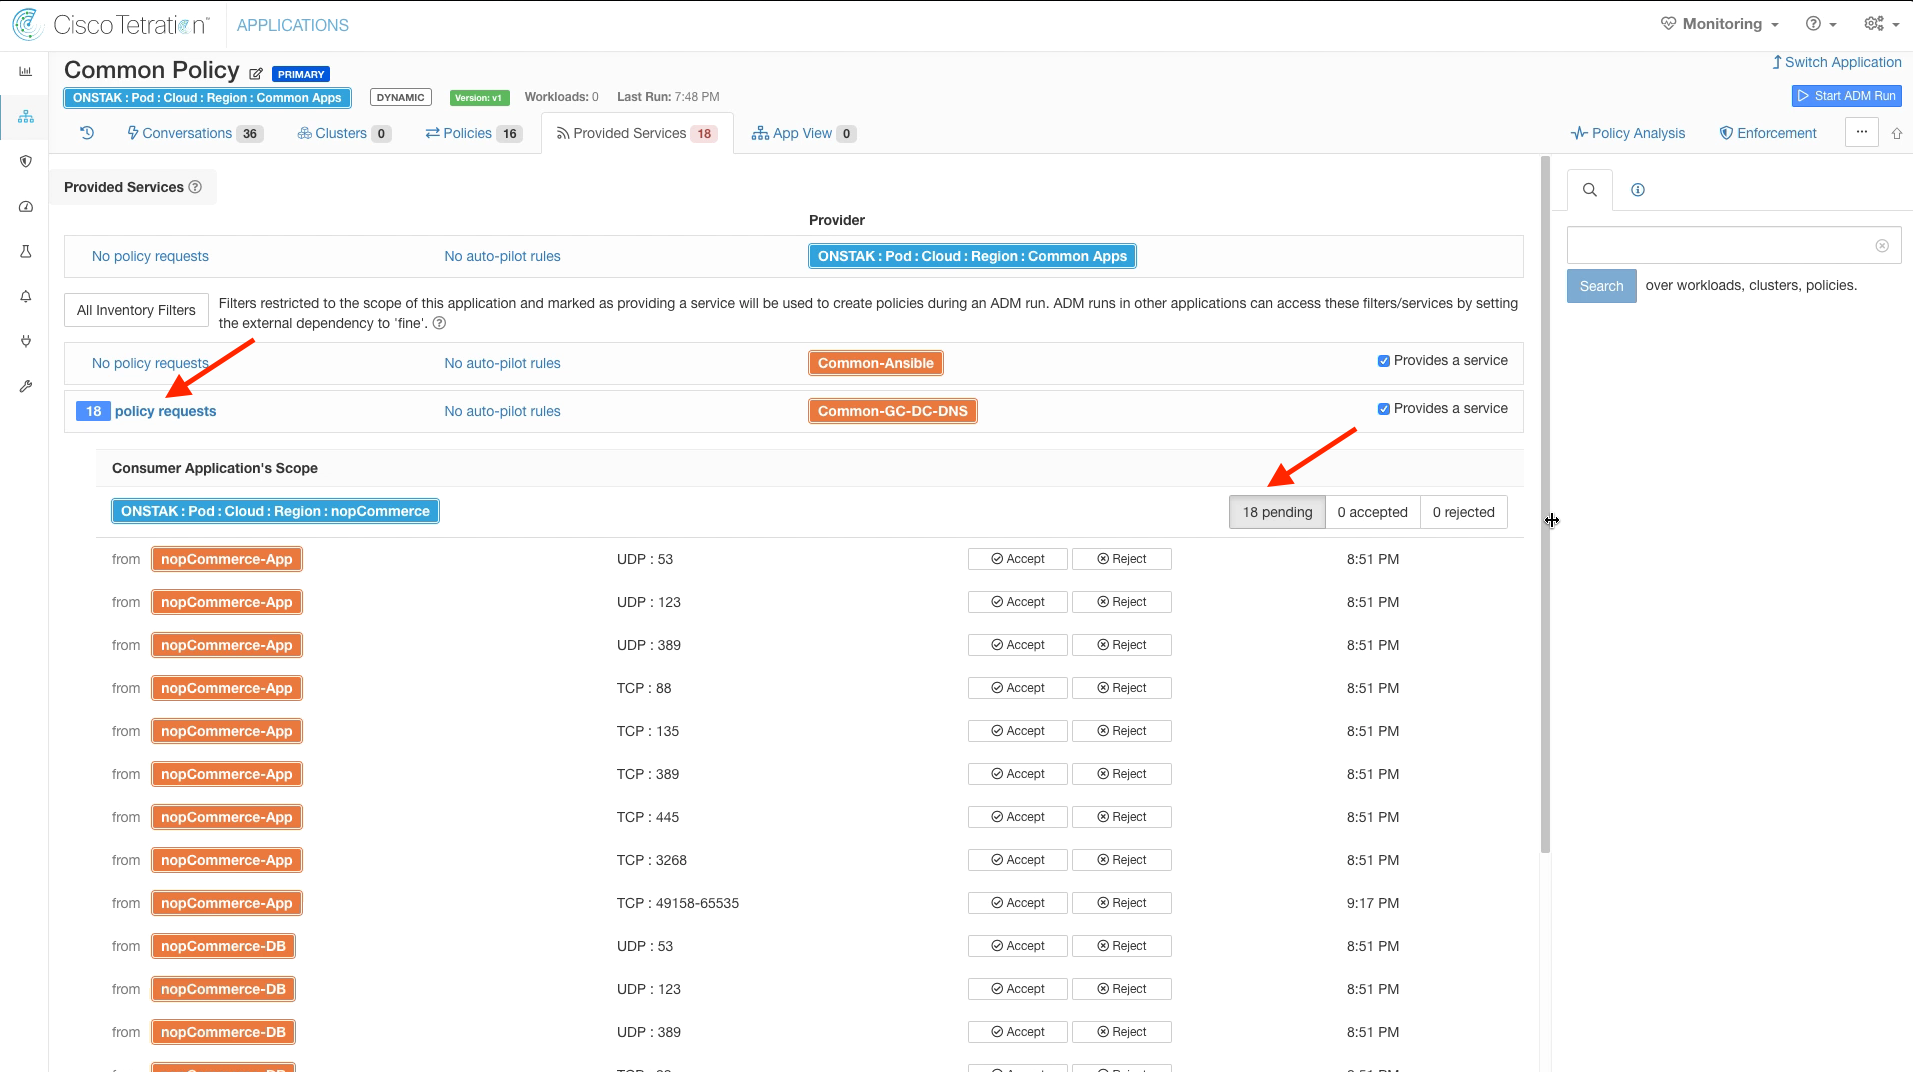 Cisco Tetration™ APPLICATIONS Monitoring
Common Policy PRIMARY Switch Application
ONSTAK : Pod : Cloud : Region : Common Apps DYNAMIC Version: v1 Workloads: 0 Last Run: 7:48 PM Start ADM Run
Conversations 36 Clusters 0 Policies 16 Provided Services 18 App View 0 Policy Analysis Enforcement ...
Provided Services
Provider
No policy requests No auto-pilot rules ONSTAK : Pod : Cloud : Region : Common Apps
All Inventory Filters Filters restricted to the scope of this application and marked as providing a service will be used to create policies during an ADM run. ADM runs in other applications can access these filters/services by setting
the external dependency to 'fine'.
Search over workloads, clusters, policies.
No policy requests No auto-pilot rules Common-Ansible Provides a service
18 policy requests No auto-pilot rules Common-GC-DC-DNS Provides a service
Consumer Application's Scope
ONSTAK : Pod : Cloud : Region : nopCommerce 18 pending 0 accepted 0 rejected
from nopCommerce-App UDP : 53 Accept Reject 8:51 PM
from nopCommerce-App UDP : 123 Accept Reject 8:51 PM
from nopCommerce-App UDP : 389 Accept Reject 8:51 PM
from nopCommerce-App TCP : 88 Accept Reject 8:51 PM
from nopCommerce-App TCP : 135 Accept Reject 8:51 PM
from nopCommerce-App TCP : 389 Accept Reject 8:51 PM
from nopCommerce-App TCP : 445 Accept Reject 8:51 PM
from nopCommerce-App TCP : 3268 Accept Reject 8:51 PM
from nopCommerce-App TCP : 49158-65535 Accept Reject 9:17 PM
from nopCommerce-DB UDP : 53 Accept Reject 8:51 PM
from nopCommerce-DB UDP : 123 Accept Reject 8:51 PM
from nopCommerce-DB UDP : 389 Accept Reject 8:51 PM